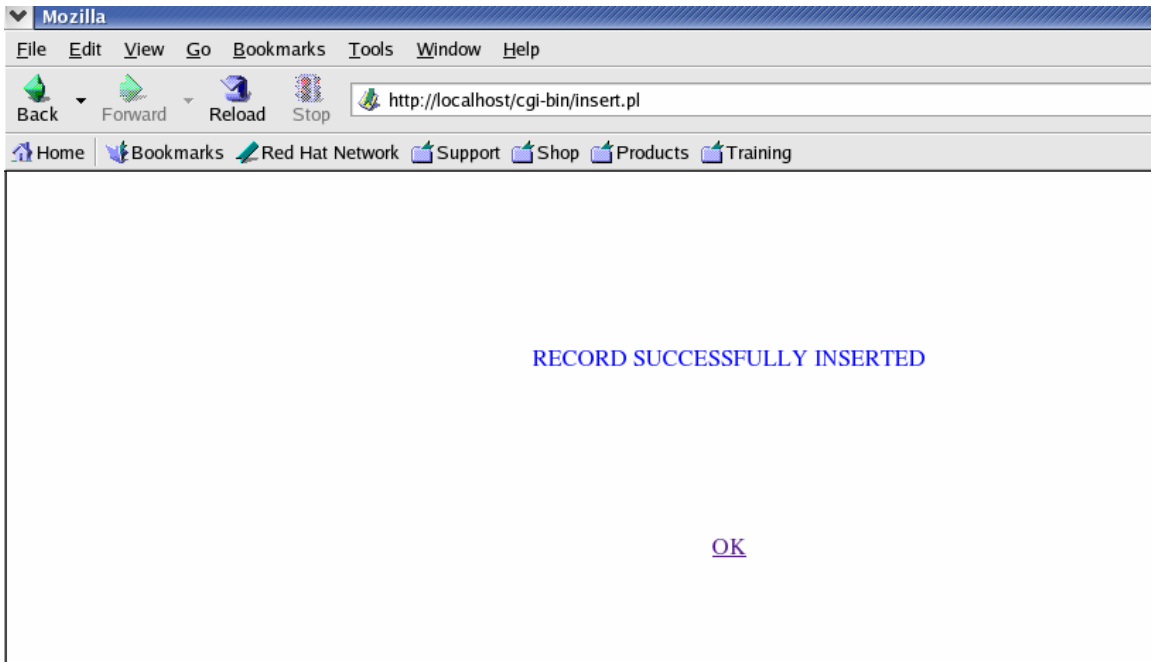 Mozilla
File Edit View Go Bookmarks Tools Window Help
Back Forward Reload Stop http://localhost/cgi-bin/insert.pl
Home Bookmarks Red Hat Network Support Shop Products Training
RECORD SUCCESSFULLY INSERTED
OK